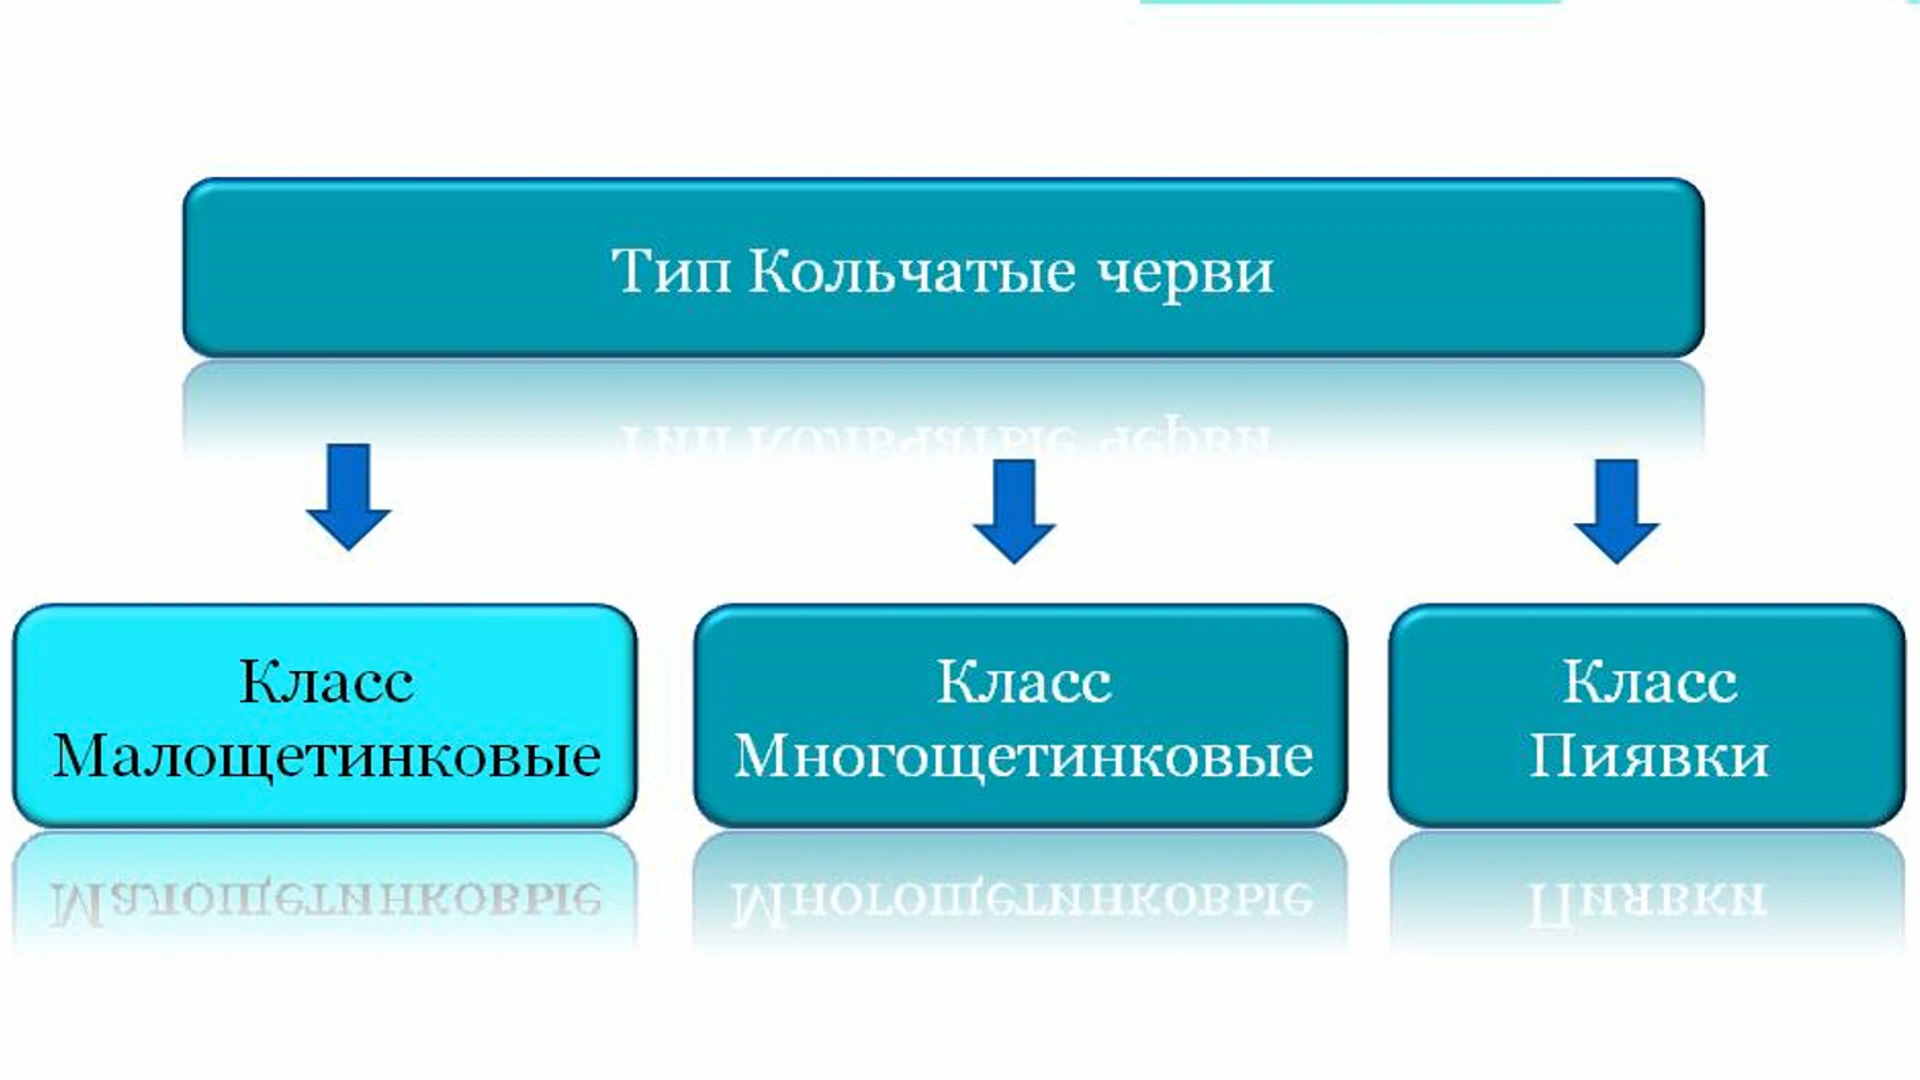 Тип Кольчатые черви
Класс
Малощетинковые
Класс
Многощетинковые
Класс
Пиявки